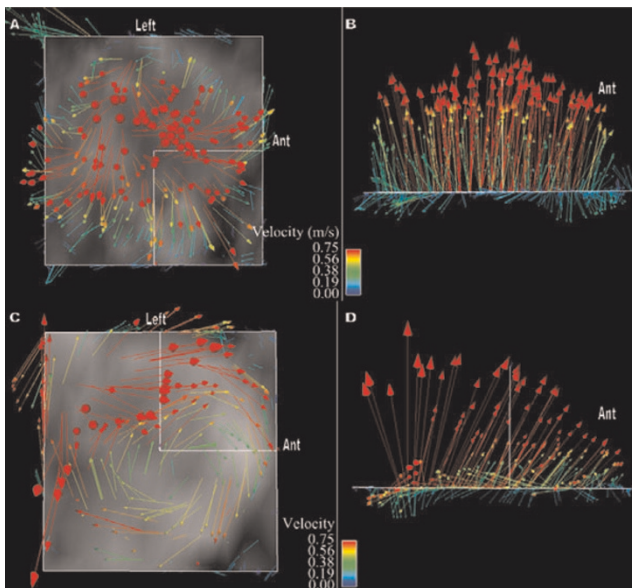 A
Left
B
Ant
Ant
Velocity (m/s)
0.75
0.56
0.38
0.19
0.00
C
Left
D
Ant
Ant
Velocity
0.75
0.56
0.38
0.19
0.00